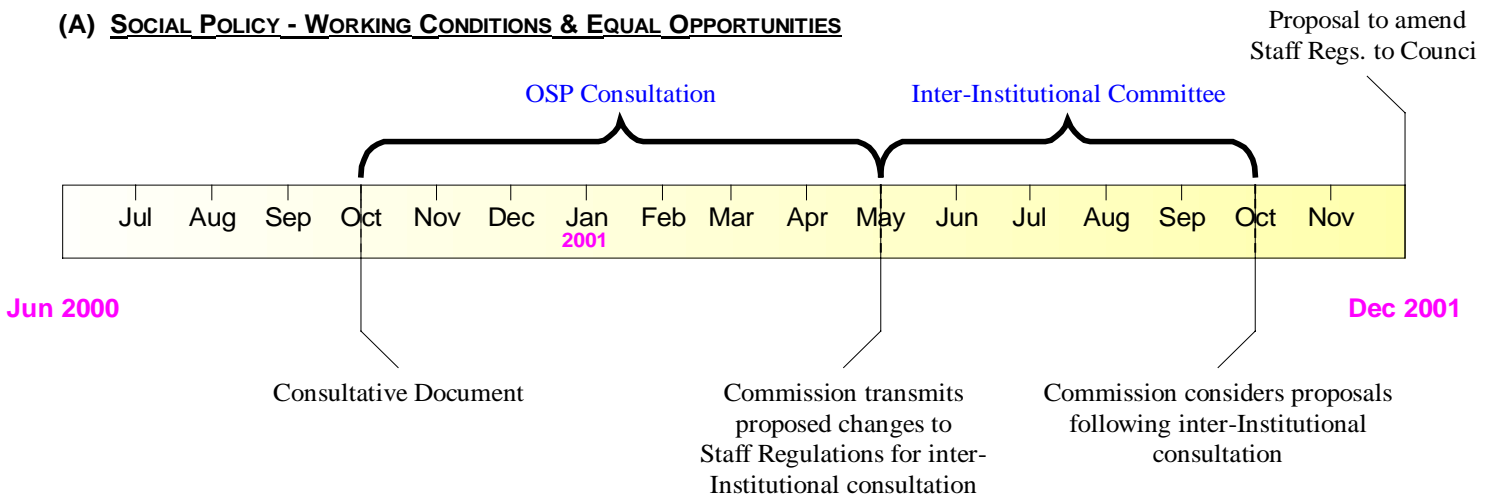 (A) SOCIAL POLICY - WORKING CONDITIONS & EQUAL OPPORTUNITIES
Proposal to amend
Staff Regs. to Counci
OSP Consultation
Inter-Institutional Committee
Jul Aug Sep Oct Nov Dec Jan Feb Mar Apr May Jun Jul Aug Sep Oct Nov
2001
Jun 2000
Dec 2001
Consultative Document
Commission transmits
proposed changes to
Staff Regulations for inter-
Institutional consultation
Commission considers proposals
following inter-Institutional
consultation